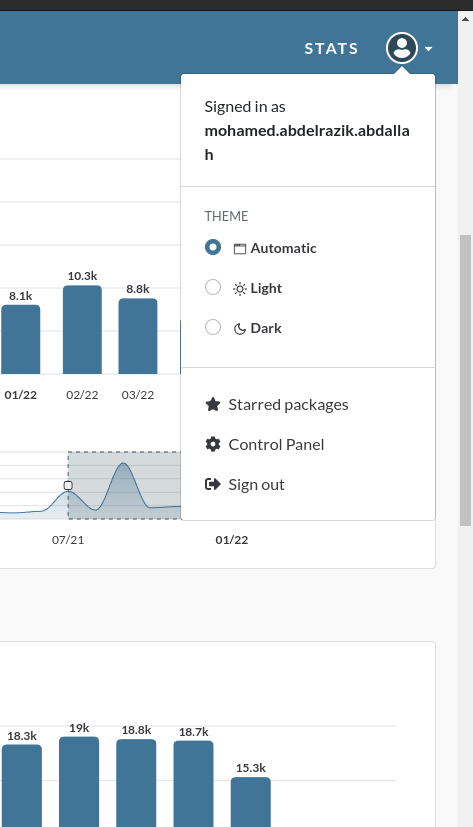 STATS
Signed in as
mohamed.abdelrazik.abdalla
h
THEME
Automatic
Light
Dark
Starred packages
Control Panel
Sign out
8.1k 10.3k 8.8k
01/22 02/22 03/22
07/21 01/22
18.3k 19k 18.8k 18.7k 15.3k